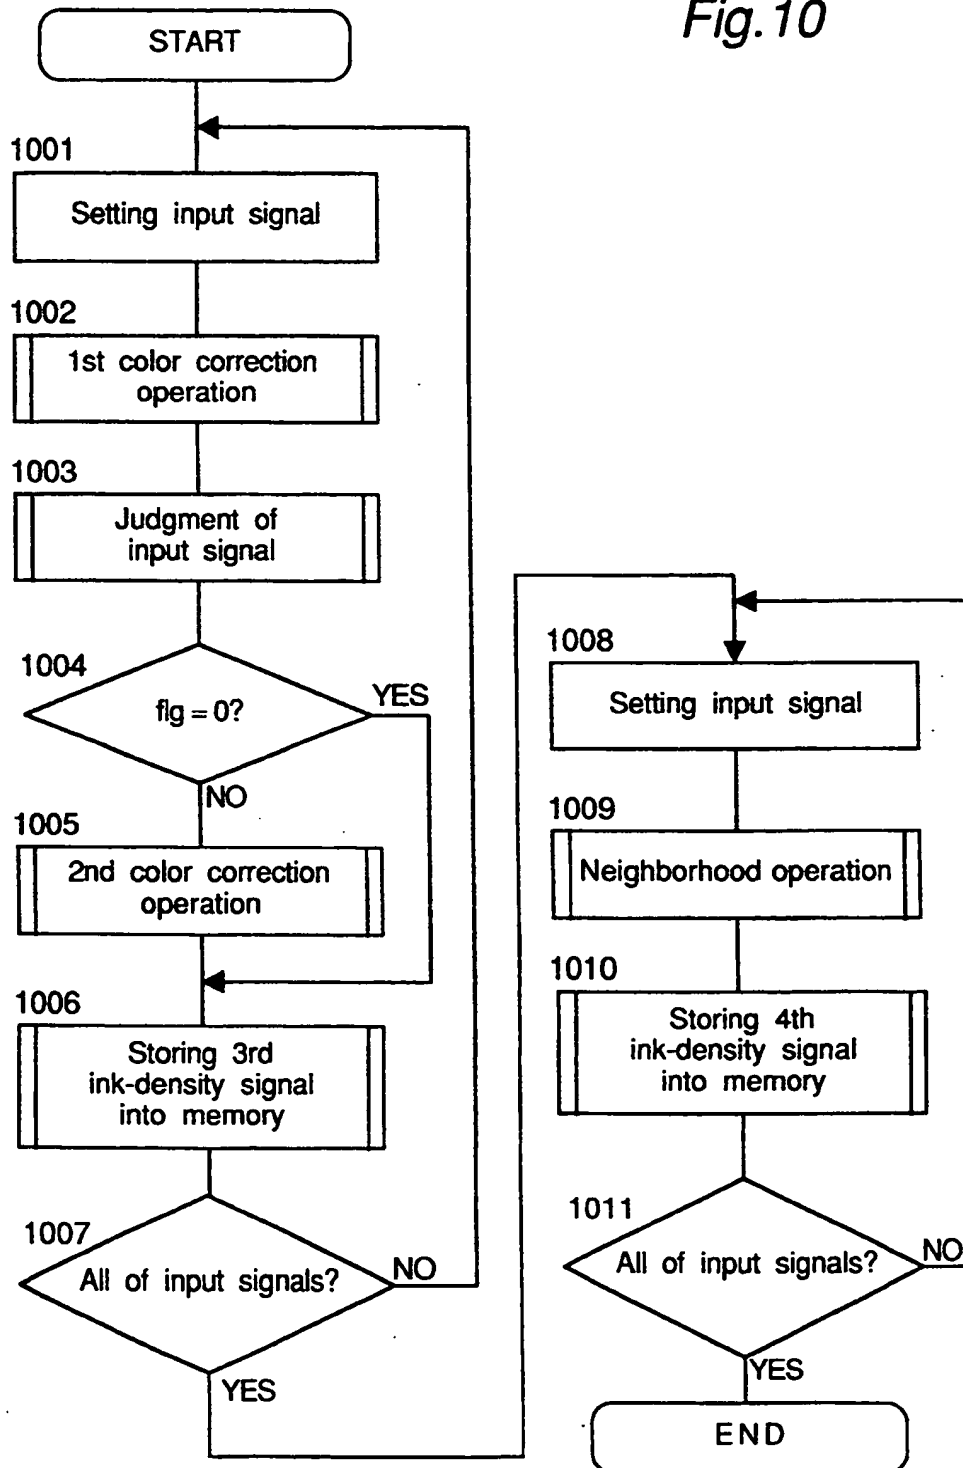 Fig.10
START
1001
Setting input signal
1002
1st color correction
operation
1003
Judgment of
input signal
1004
flg = 0?
YES
NO
1005
2nd color correction
operation
1006
Storing 3rd
ink-density signal
into memory
1007
All of input signals?
NO
YES
1008
Setting input signal
1009
Neighborhood operation
1010
Storing 4th
ink-density signal
into memory
1011
All of input signals?
NO
YES
END